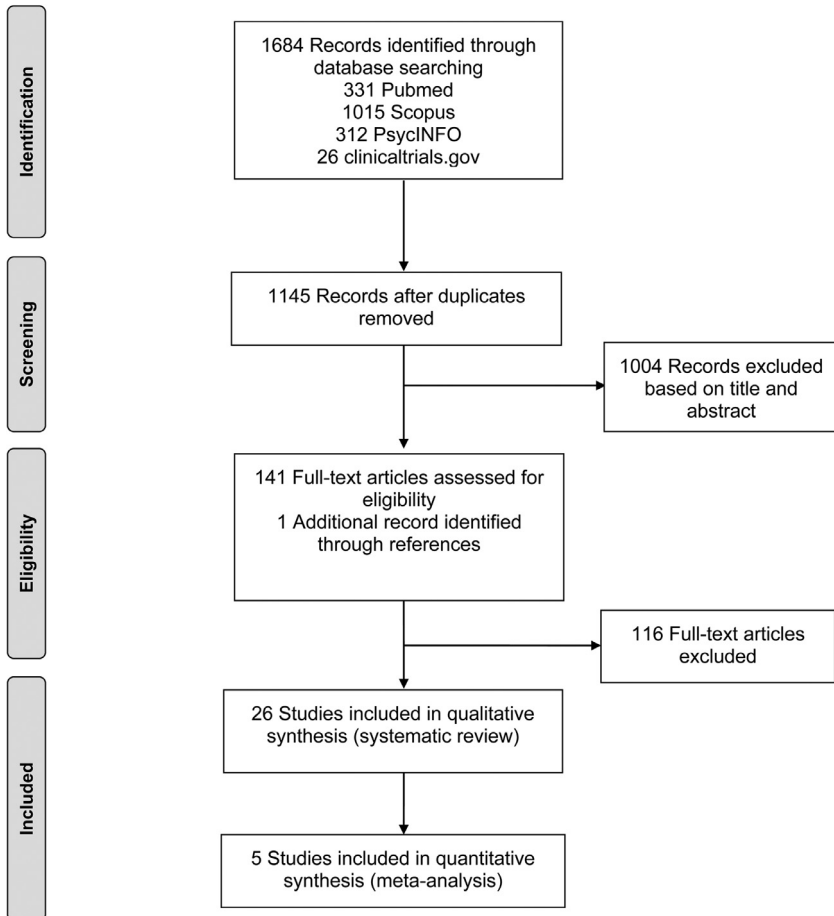 Identification
1684 Records identified through
database searching
331 Pubmed
1015 Scopus
312 PsycINFO
26 clinicaltrials.gov
Screening
1145 Records after duplicates
removed
1004 Records excluded
based on title and
abstract
Eligibility
141 Full-text articles assessed for
eligibility
1 Additional record identified
through references
116 Full-text articles
excluded
Included
26 Studies included in qualitative
synthesis (systematic review)
5 Studies included in quantitative
synthesis (meta-analysis)